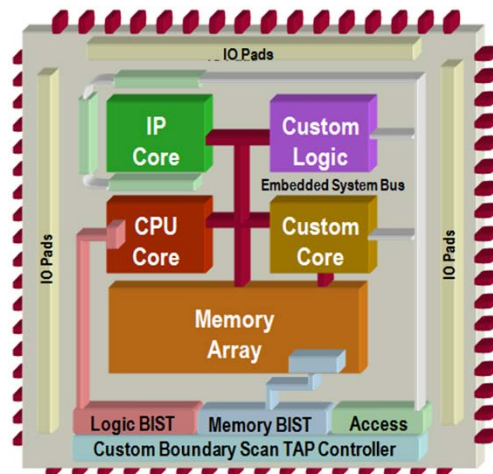 IO Pads
IO Pads
IO Pads
IP
Core
Custom
Logic
Embedded System Bus
CPU
Core
Custom
Core
Memory
Array
Logic BIST
Memory BIST
Access
Custom Boundary Scan TAP Controller